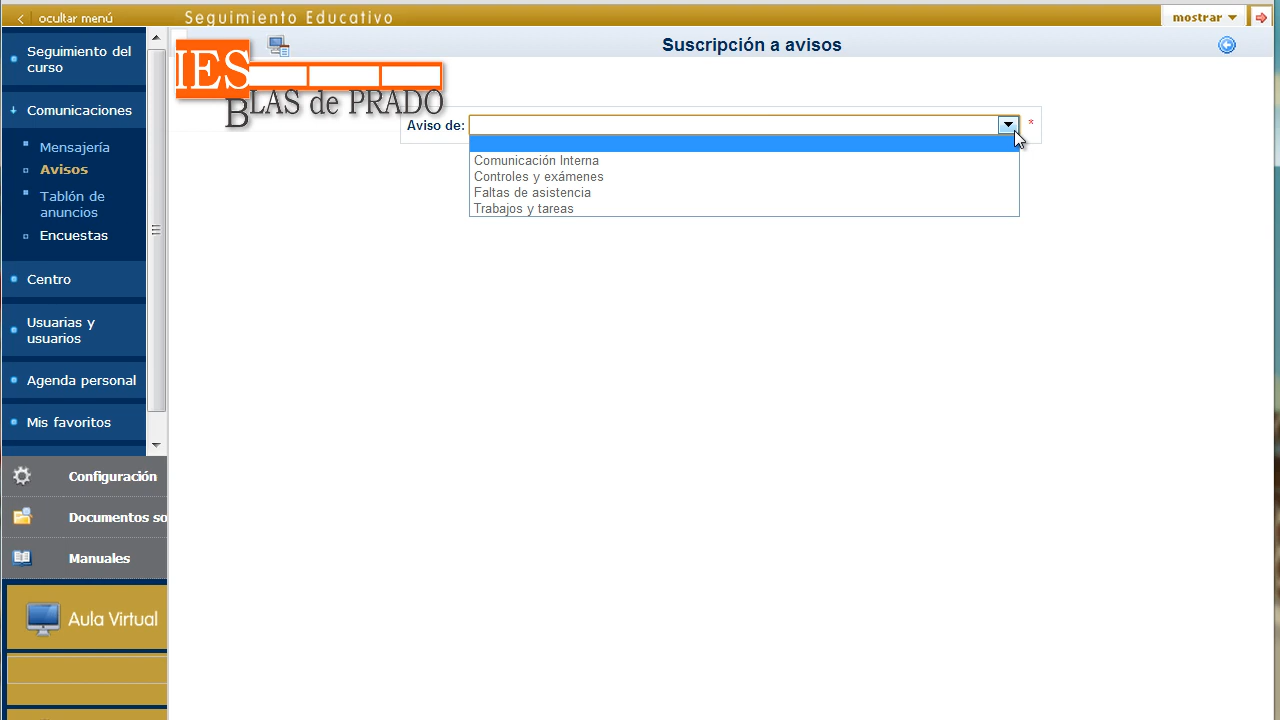 ocultar menú
Seguimiento Educativo
mostrar
Seguimiento del
curso
Comunicaciones
Mensajería
Avisos
Tablón de
anuncios
Encuestas
Centro
Usuarias y
usuarios
Agenda personal
Mis favoritos
Configuración
Documentos so
Manuales
Aula Virtual
IES
BLAS de PRADO
Suscripción a avisos
Aviso de: *
Comunicación Interna
Controles y exámenes
Faltas de asistencia
Trabajos y tareas